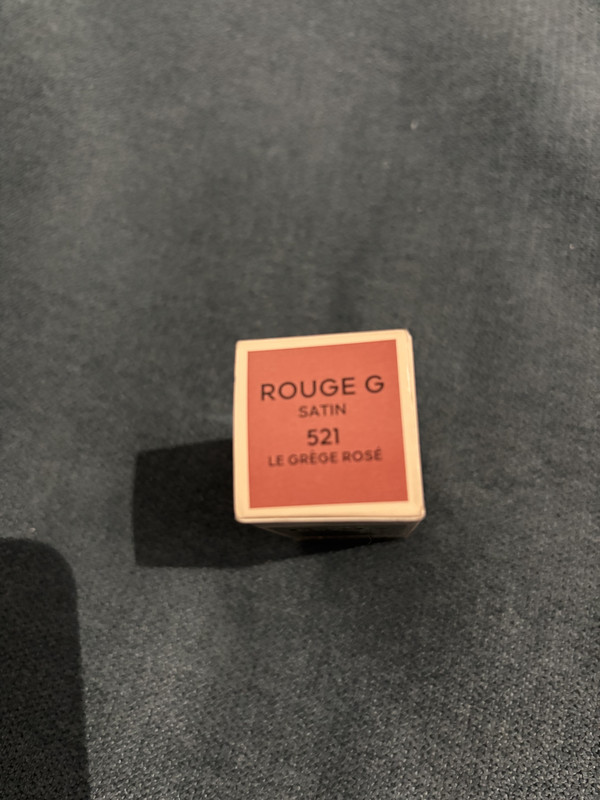 ROUGE G
SATIN
521
LE GRÈGE ROSÉ